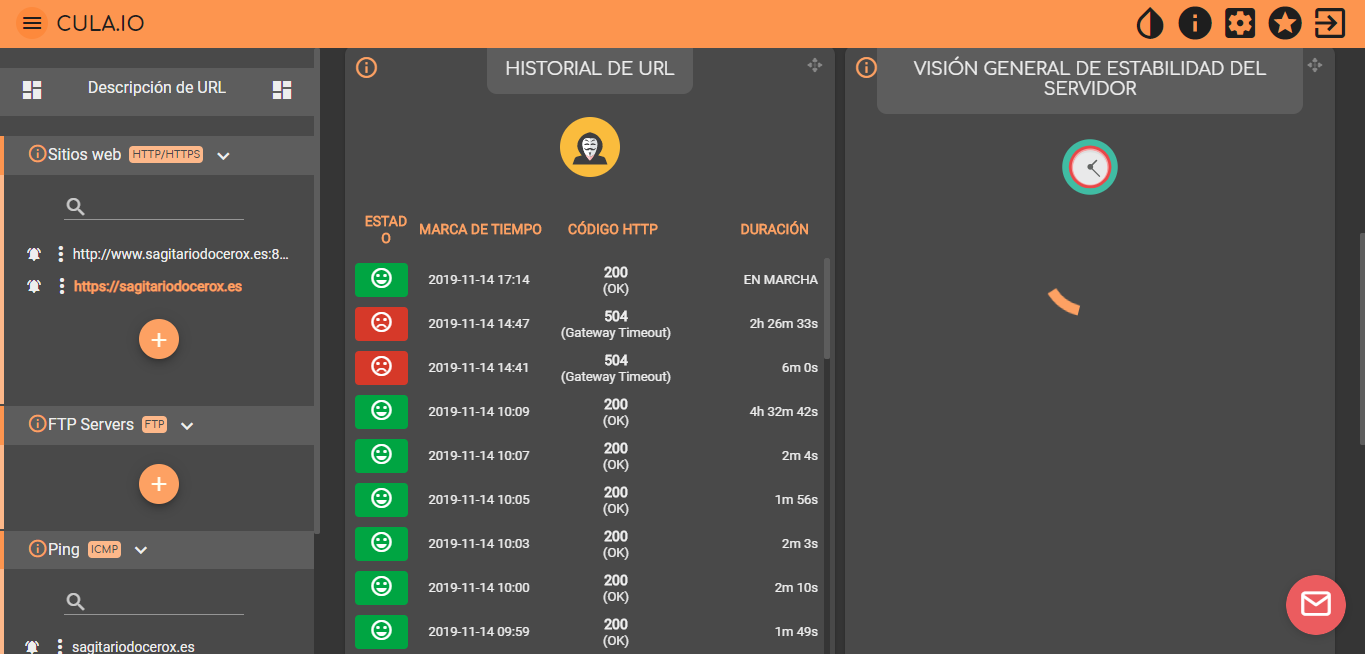 CULA.IO
Descripción de URL
Sitios web HTTP/HTTPS
http://www.sagitariodocerox.es:8...
https://sagitariodocerox.es
FTP Servers FTP
Ping ICMP
sagitariodocerox.es
HISTORIAL DE URL
ESTAD
O
MARCA DE TIEMPO
CÓDIGO HTTP
DURACIÓN
2019-11-14 17:14
200
(OK)
EN MARCHA
2019-11-14 14:47
504
(Gateway Timeout)
2h 26m 33s
2019-11-14 14:41
504
(Gateway Timeout)
6m 0s
2019-11-14 10:09
200
(OK)
4h 32m 42s
2019-11-14 10:07
200
(OK)
2m 4s
2019-11-14 10:05
200
(OK)
1m 56s
2019-11-14 10:03
200
(OK)
2m 3s
2019-11-14 10:00
200
(OK)
2m 10s
2019-11-14 09:59
200
(OK)
1m 49s
VISIÓN GENERAL DE ESTABILIDAD DEL
SERVIDOR